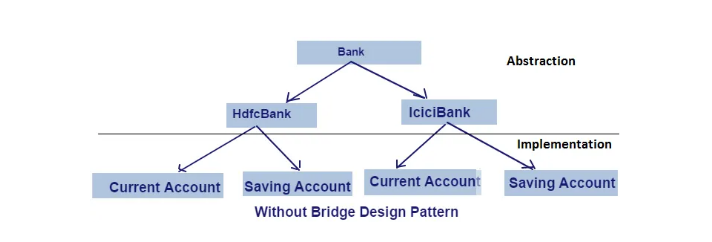 Bank
Abstraction
HdfcBank
IciciBank
Implementation
Current Account
Saving Account
Current Account
Saving Account
Without Bridge Design Pattern